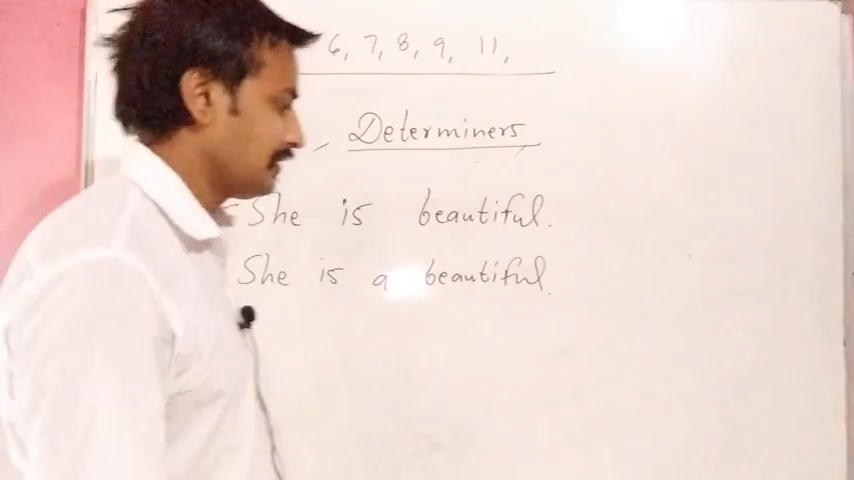 6, 7, 8, 9, 11,
Determiners
She is beautiful.
She is a beautiful.